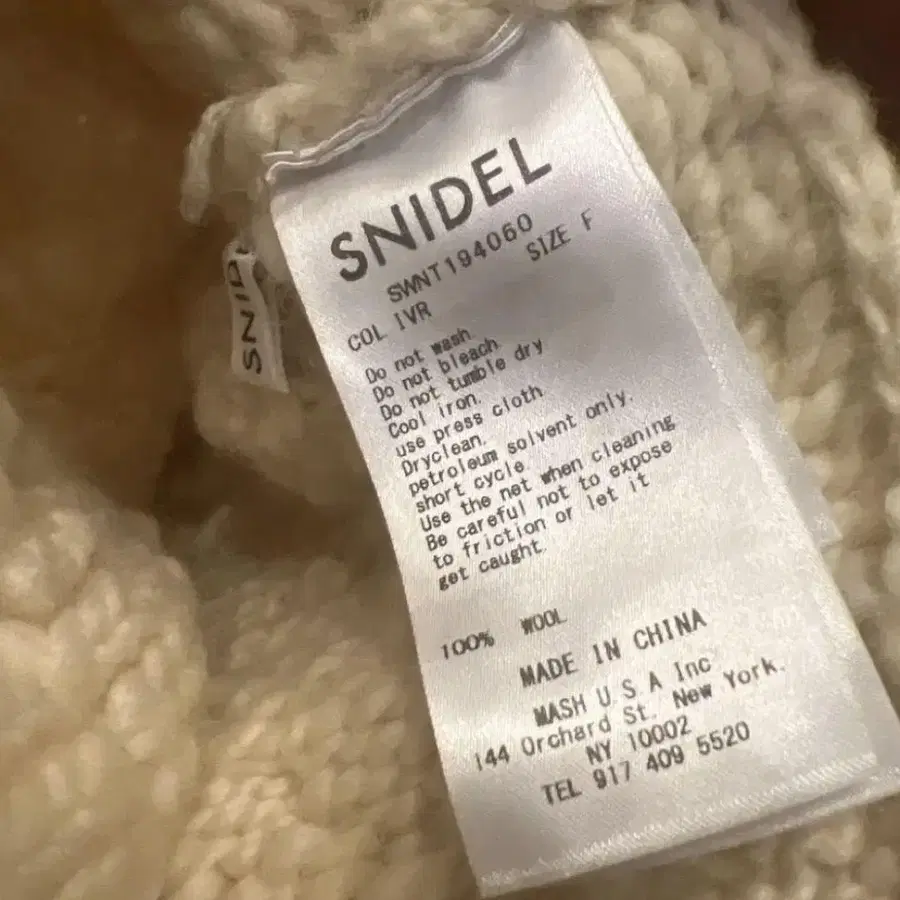 SNIDEL
SWNT194060
SIZE F
COL IVR
Do not wash
Do not bleach
Do not tumble dry
Cool iron.
use press cloth
Dryclean.
petroleum solvent only.
short cycle.
Use the net when cleaning
Be careful not to expose
to friction or let it
get caught.
100% WOOL
MADE IN CHINA
MASH U.S.A Inc
144 Orchard St. New York.
NY 10002
TEL 917 409 5520
SNID